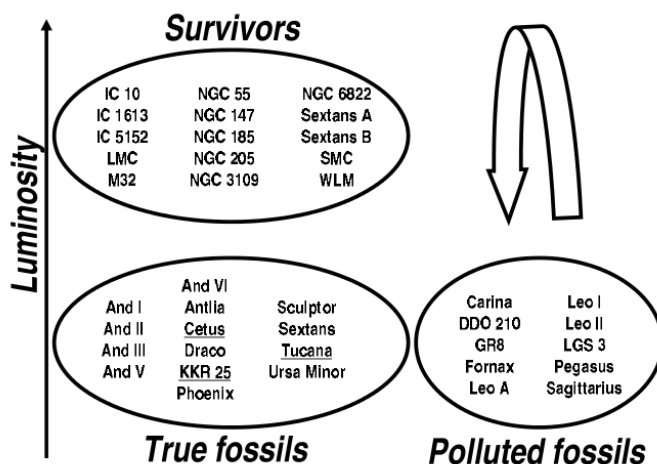 Survivors
IC 10 NGC 55 NGC 6822
IC 1613 NGC 147 Sextans A
IC 5152 NGC 185 Sextans B
LMC NGC 205 SMC
M32 NGC 3109 WLM
Luminosity
And VI
And I Antlia Sculptor
And II Cetus Sextans
And III Draco Tucana
And V KKR 25 Ursa Minor
Phoenix
True fossils
Carina Leo I
DDO 210 Leo II
GR8 LGS 3
Fornax Pegasus
Leo A Sagittarius
Polluted fossils